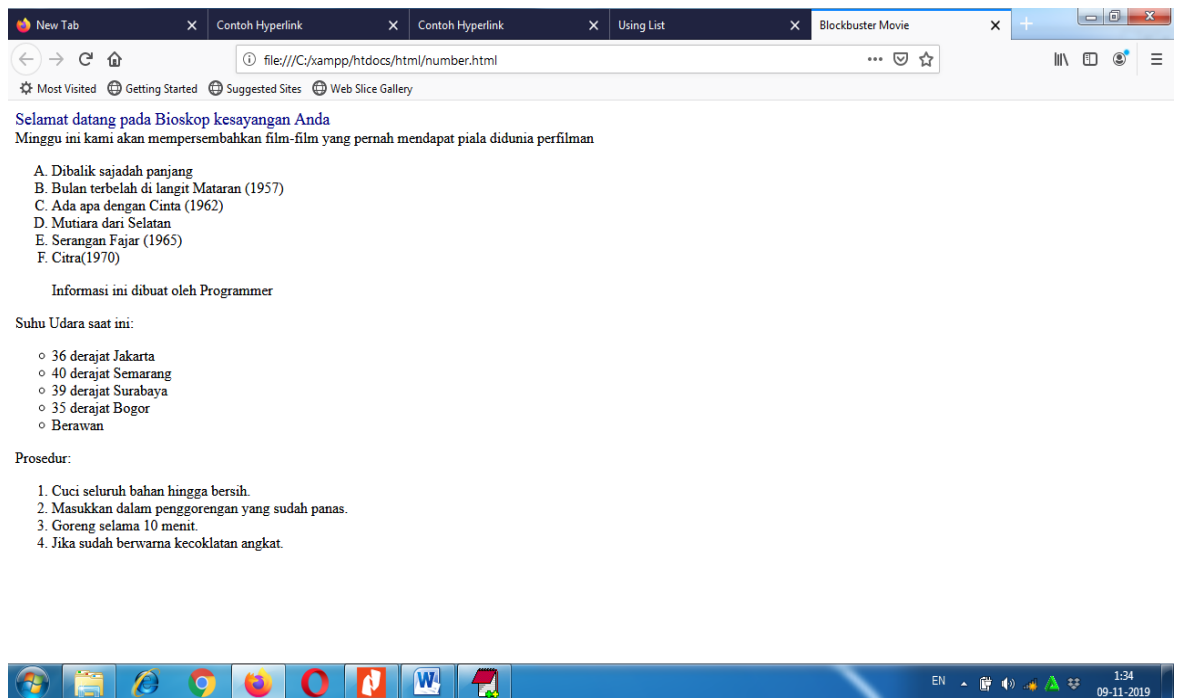 New Tab
Contoh Hyperlink
Contoh Hyperlink
Using List
Blockbuster Movie
file:///C:/xampp/htdocs/html/number.html
Most Visited Getting Started Suggested Sites Web Slice Gallery
Selamat datang pada Bioskop kesayangan Anda
Minggu ini kami akan mempersembahkan film-film yang pernah mendapat piala didunia perfilman
A. Dibalik sajadah panjang
B. Bulan terbelah di langit Mataran (1957)
C. Ada apa dengan Cinta (1962)
D. Mutiara dari Selatan
E. Serangan Fajar (1965)
F. Citra(1970)
Informasi ini dibuat oleh Programmer
Suhu Udara saat ini:
36 derajat Jakarta
40 derajat Semarang
39 derajat Surabaya
35 derajat Bogor
Berawan
Prosedur:
1. Cuci seluruh bahan hingga bersih.
2. Masukkan dalam penggorengan yang sudah panas.
3. Goreng selama 10 menit.
4. Jika sudah berwarna kecoklatan angkat.
EN
1:34
09-11-2019